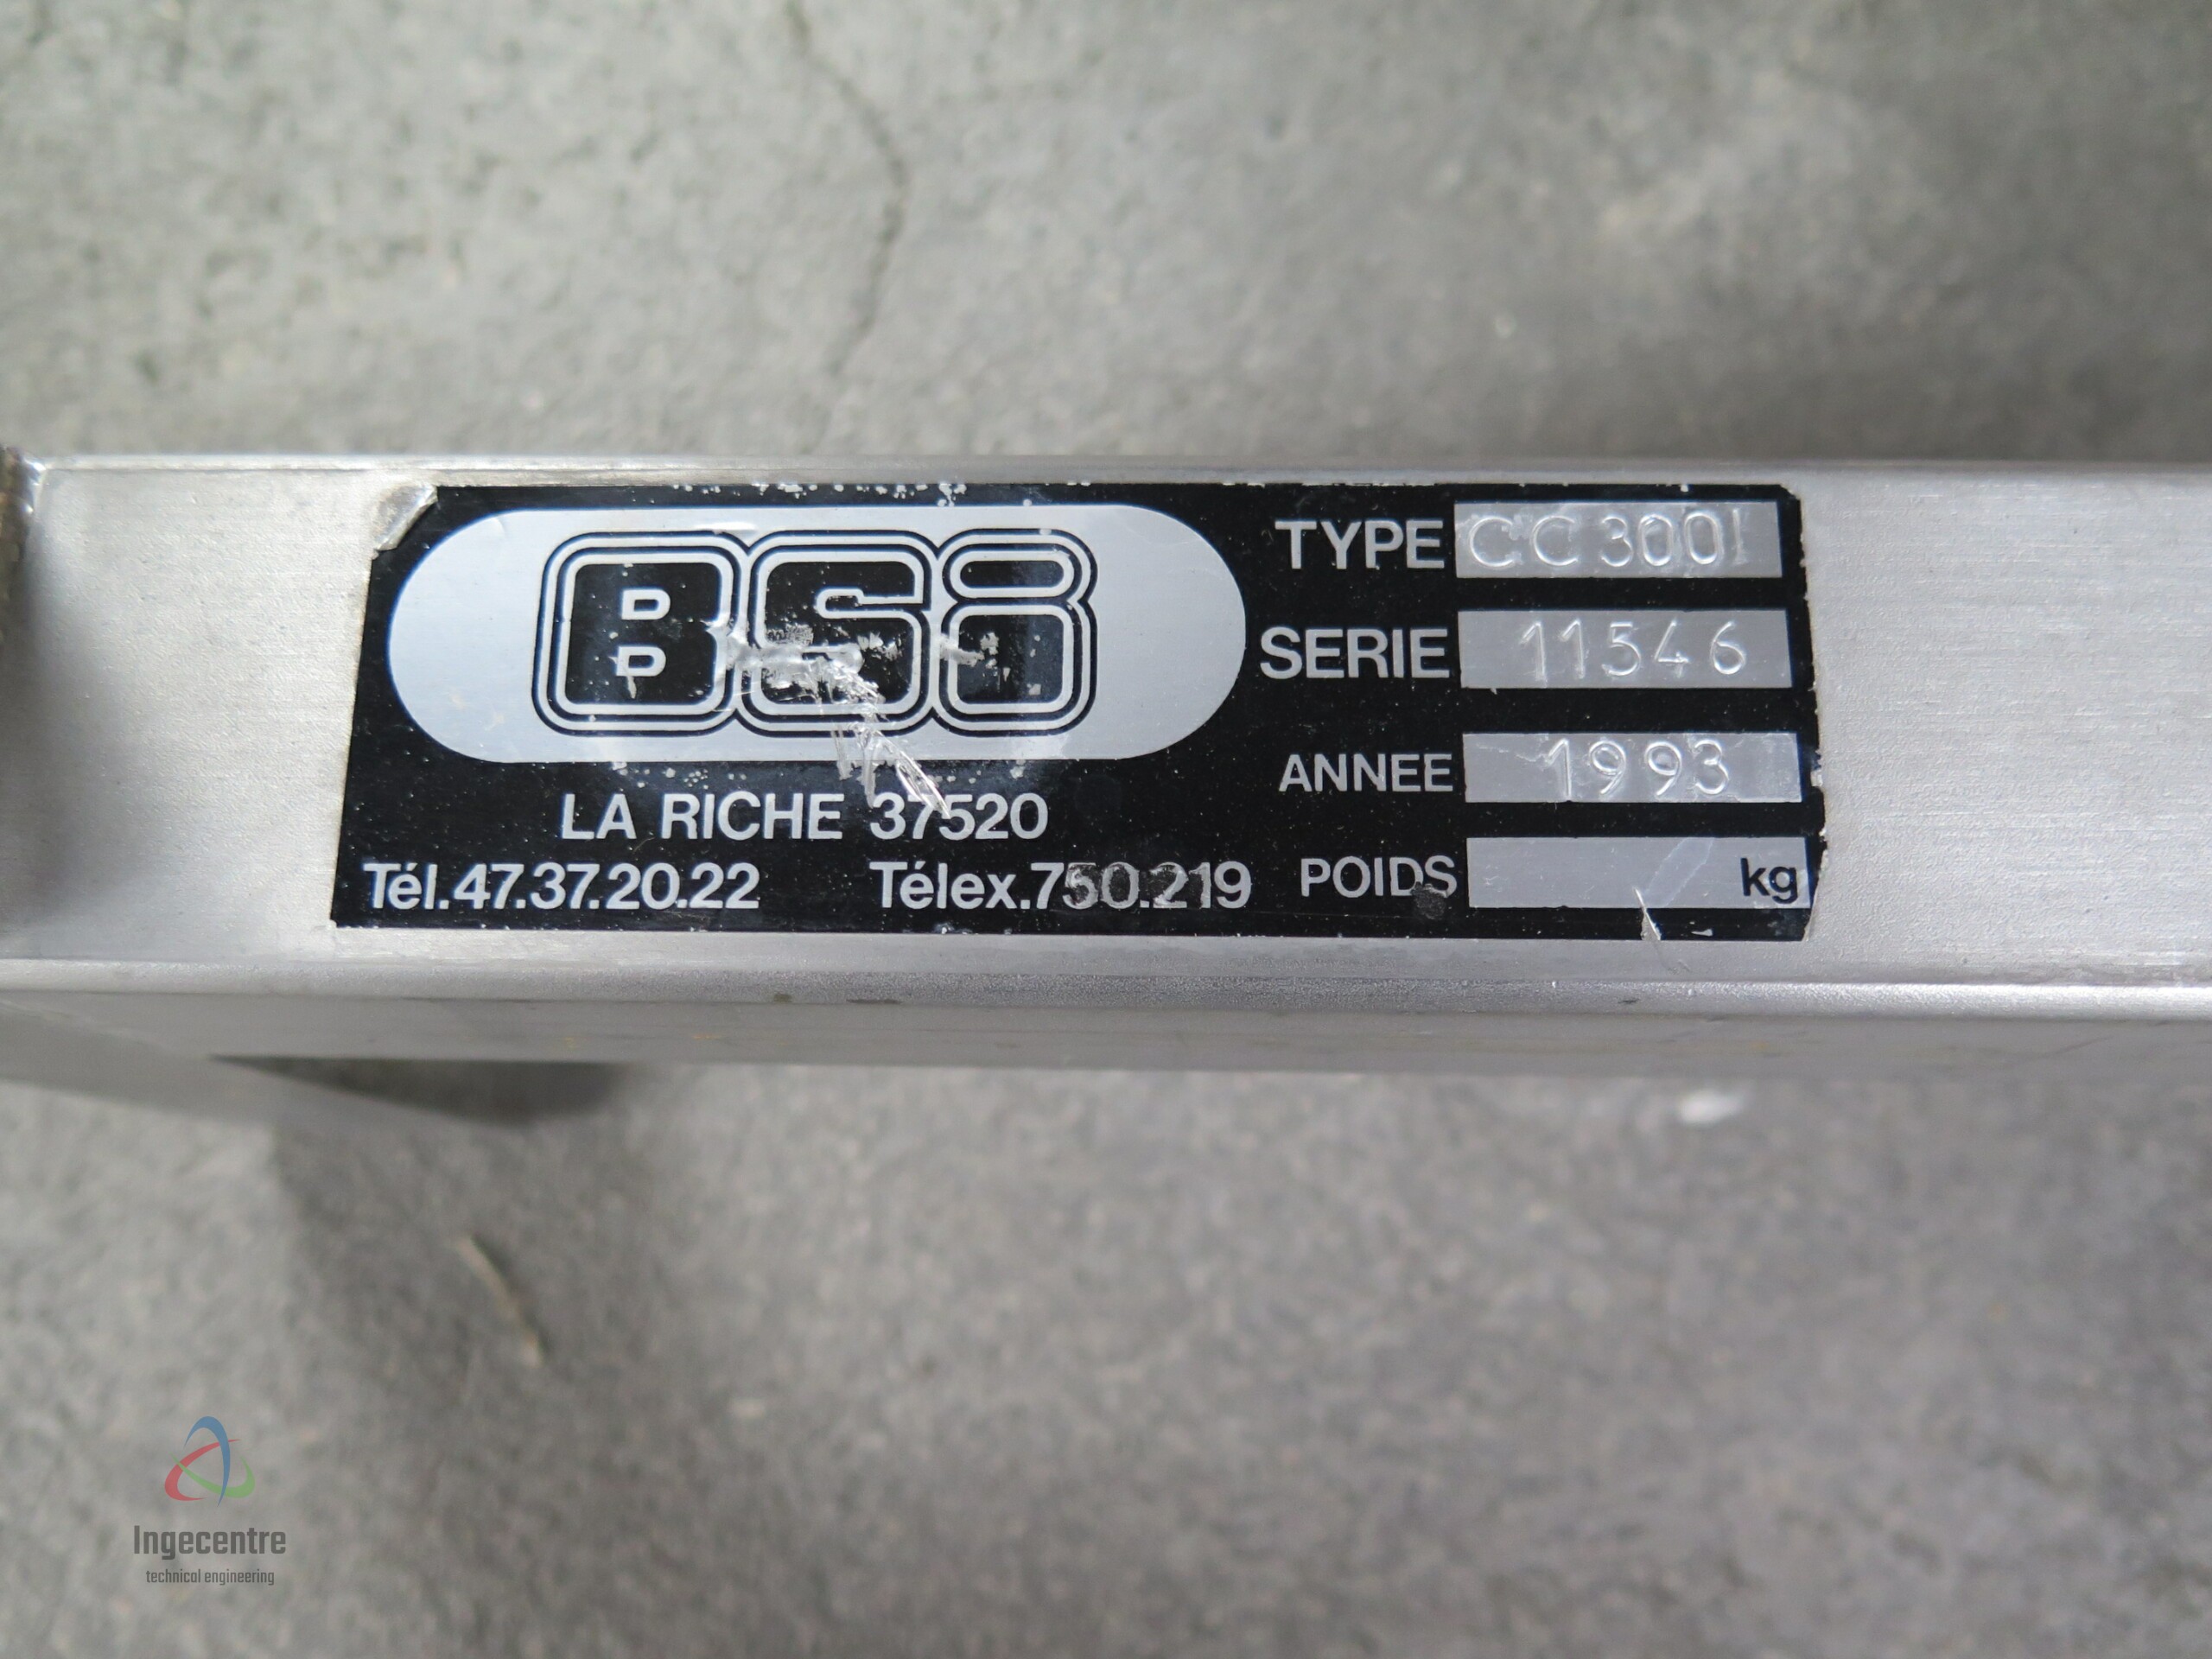 BSi
LA RICHE 37520
Tél.47.37.20.22 Télex.750.219
TYPE CC 300I
SERIE 11546
ANNEE 1993
POIDS kg
Ingecentre
technical engineering